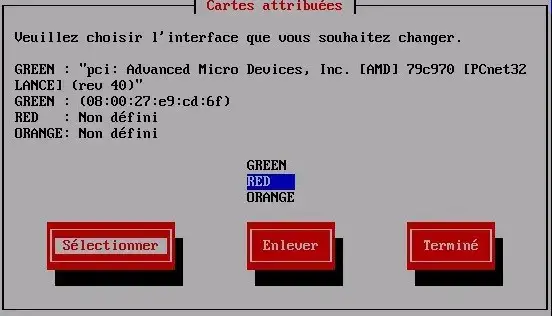 Cartes attribuées
Veuillez choisir l'interface que vous souhaitez changer.
GREEN : "pci: Advanced Micro Devices, Inc. [AMD] 79c970 [PCnet32
LANCE] (rev 40)"
GREEN : (08:00:27:e9:cd:6f)
RED   : Non défini
ORANGE: Non défini
GREEN
RED
ORANGE
Sélectionner Enlever Terminé